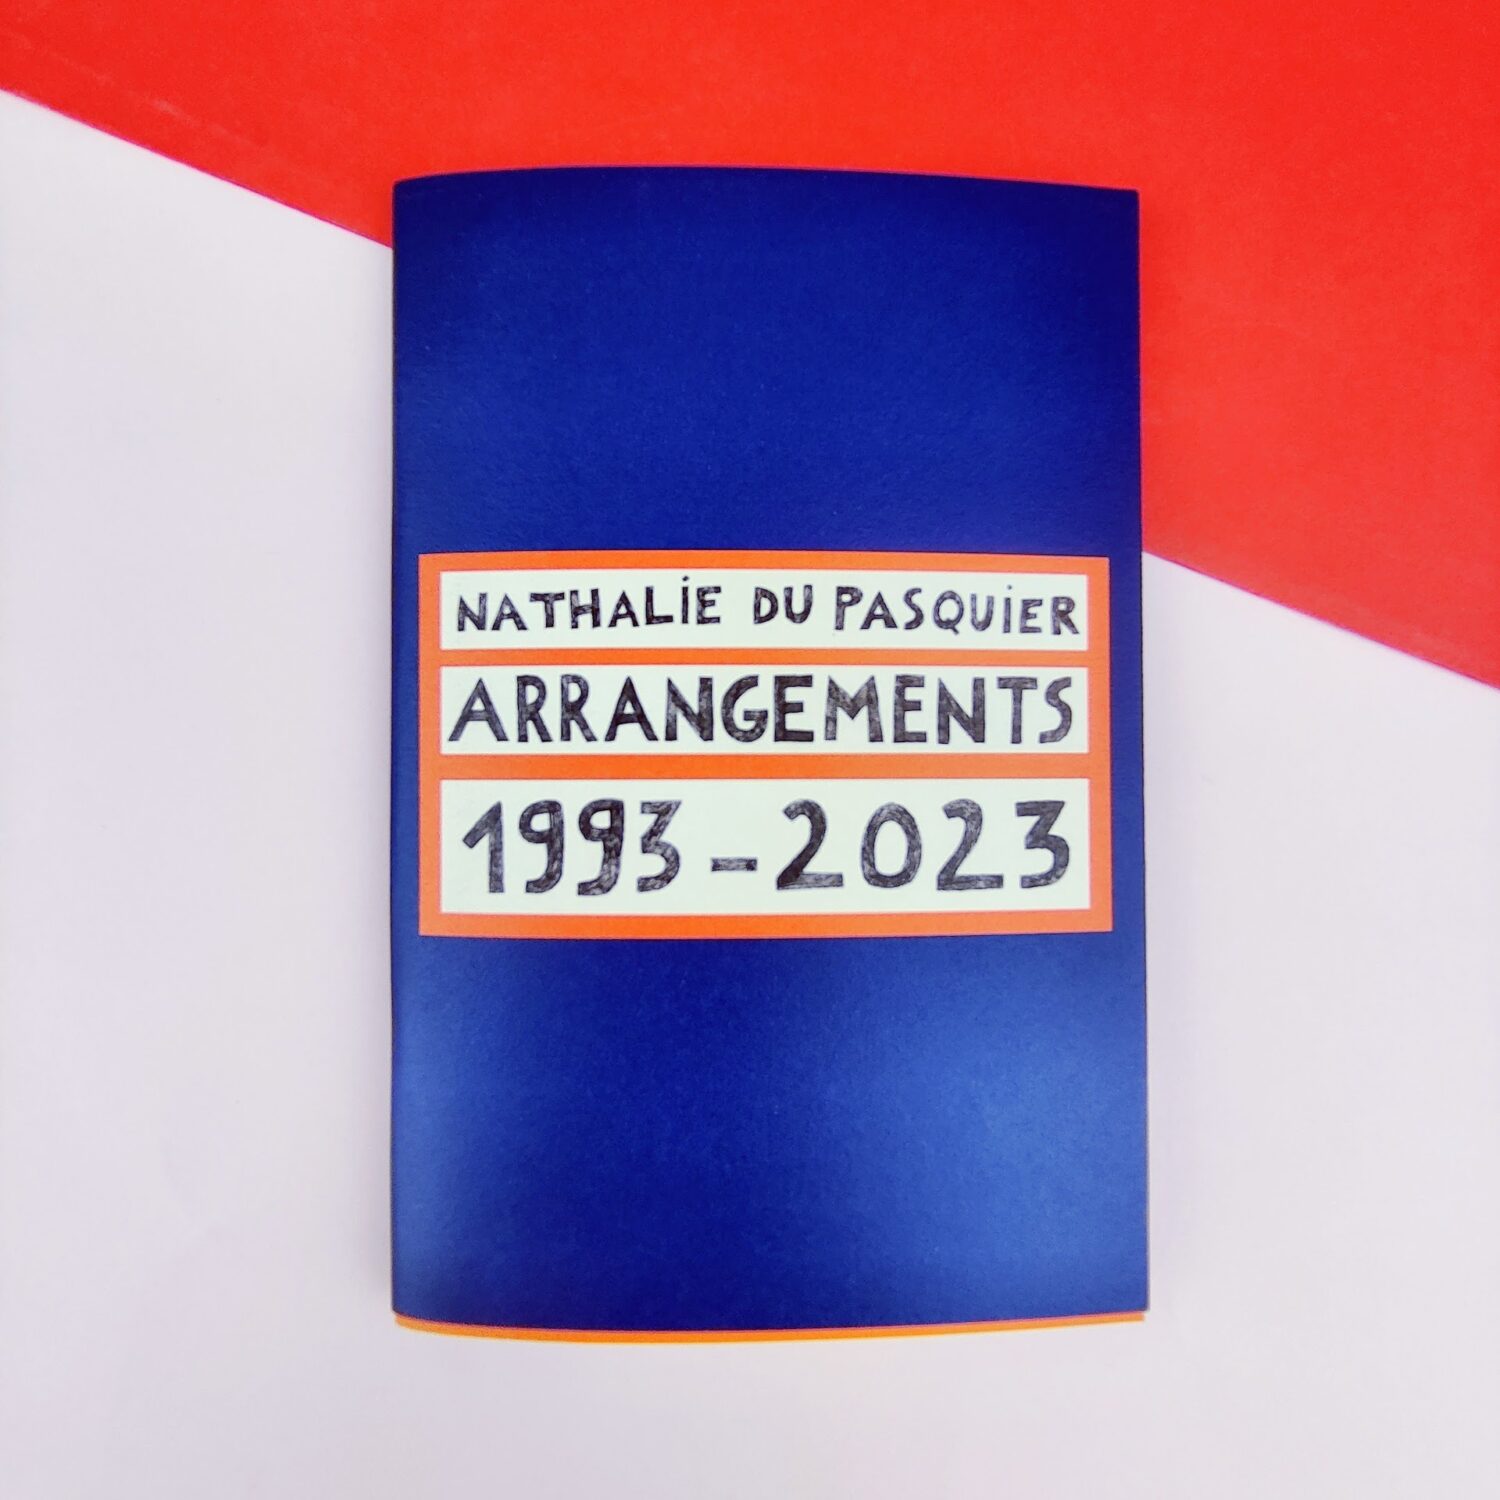 NATHALiE DU PASQUiER
ARRANGEMENTS
1993-2023